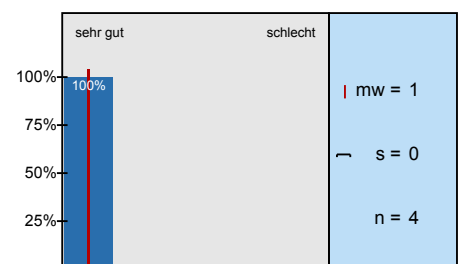 sehr gut schlecht
100%
100%
mw = 1
75%
s = 0
50%
25%
n = 4